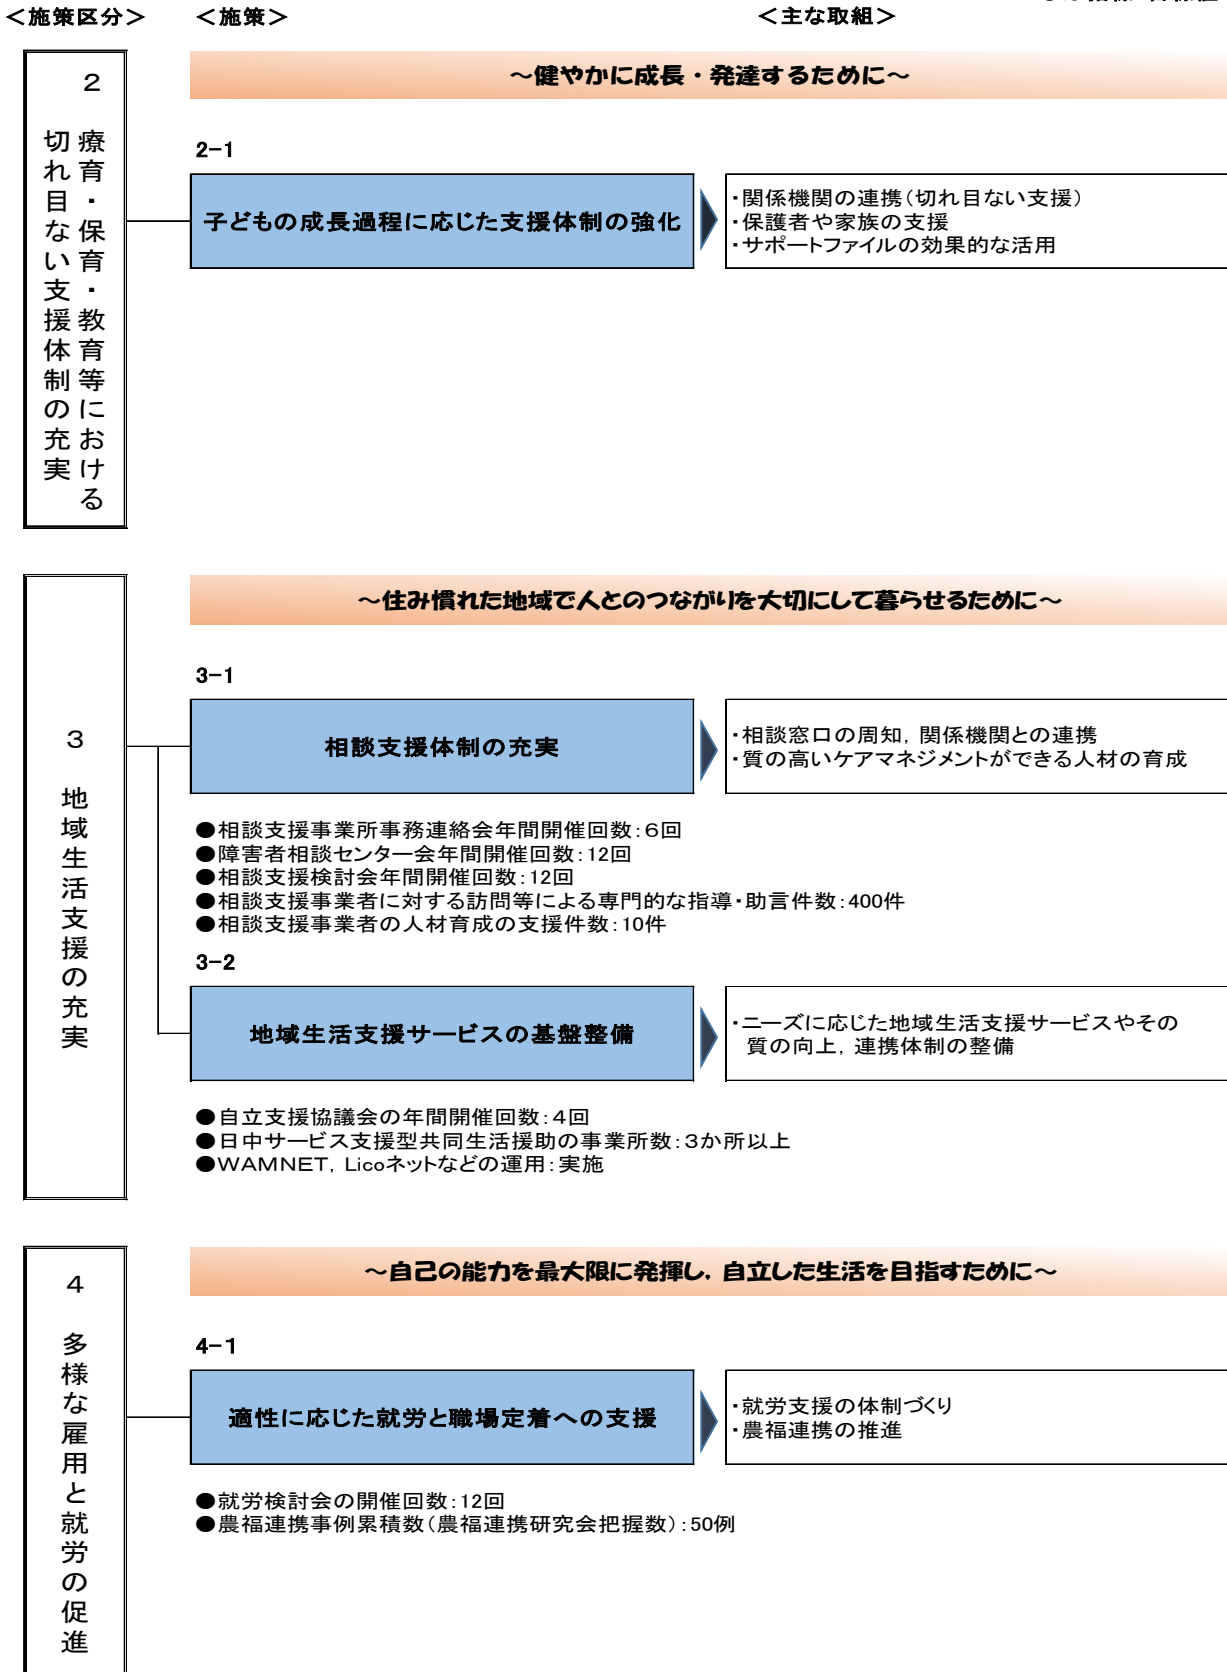 ＜施策区分＞
＜施策＞
＜主な取組＞
２　療育・保育・教育等における
切れ目ない支援体制の充実
～健やかに成長・発達するために～
2-1
子どもの成長過程に応じた支援体制の強化
・関係機関の連携（切れ目ない支援）
・保護者や家族の支援
・サポートファイルの効果的な活用
３　地域生活支援の充実
～住み慣れた地域で人とのつながりを大切にして暮らせるために～
3-1
相談支援体制の充実
・相談窓口の周知，関係機関との連携
・質の高いケアマネジメントができる人材の育成
●相談支援事業所事務連絡会年間開催回数：６回
●障害者相談センター会年間開催回数：12回
●相談支援検討会年間開催回数：12回
●相談支援事業者に対する訪問等による専門的な指導・助言件数：400件
●相談支援事業者の人材育成の支援件数：10件
3-2
地域生活支援サービスの基盤整備
・ニーズに応じた地域生活支援サービスやその
質の向上，連携体制の整備
●自立支援協議会の年間開催回数：４回
●日中サービス支援型共同生活援助の事業所数：３か所以上
●WAMNET，Licoネットなどの運用：実施
４　多様な雇用と就労の促進
～自己の能力を最大限に発揮し，自立した生活を目指すために～
4-1
適性に応じた就労と職場定着への支援
・就労支援の体制づくり
・農福連携の推進
●就労検討会の開催回数：12回
●農福連携事例累積数（農福連携研究会把握数）：50例